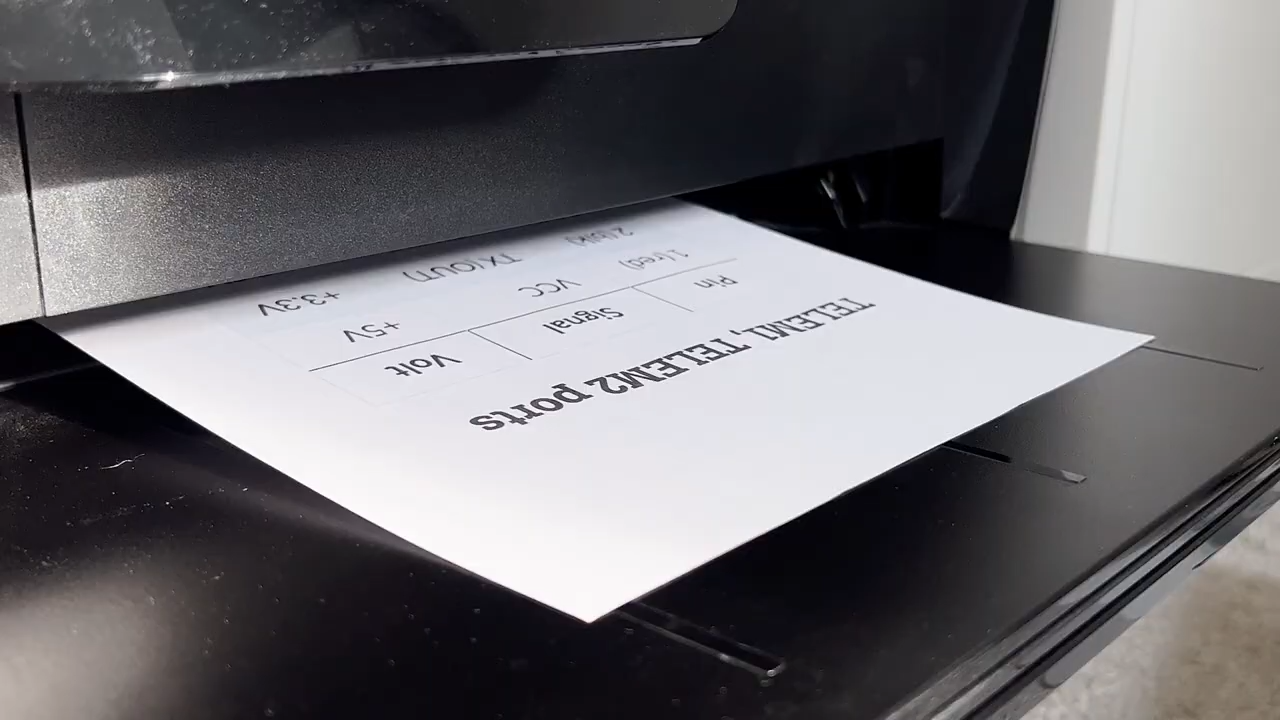 TELEM1, TELEM2 ports
Pin Signal Volt
1 (red) VCC +5V
2 (blk) TX (OUT) +3.3V